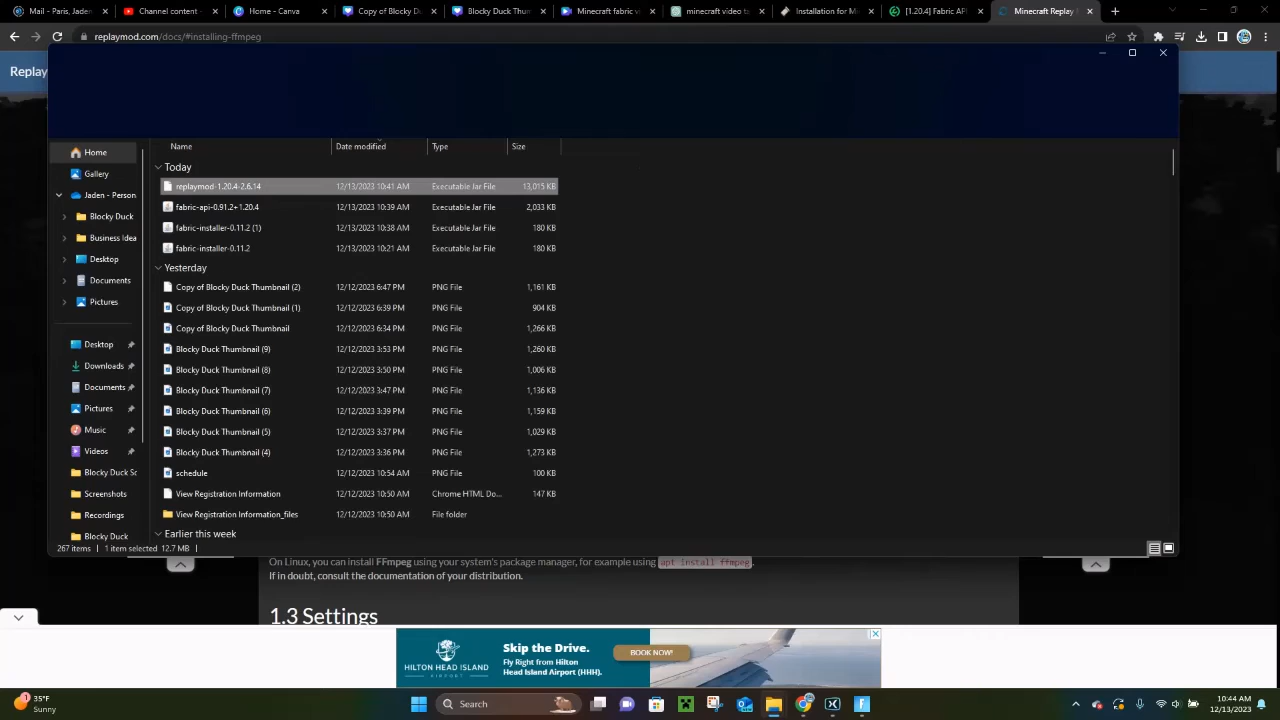 Mail - Paris, Jaden
Channel content
Home - Canva
Copy of Blocky Duc
Blocky Duck Thun
Minecraft fabric v
minecraft video ta
Installation for Mi
[1.20.4] Fabric API
Minecraft Replay
replaymod.com/docs/#installing-ffmpeg
Replay
Name
Date modified
Type
Size
Home
Gallery
Jaden - Person
Blocky Duck
Business Idea
Desktop
Documents
Pictures
Desktop
Downloads
Documents
Pictures
Music
Videos
Blocky Duck Sc
Screenshots
Recordings
Blocky Duck
Today
replaymod-1.20.4-2.6.14 12/13/2023 10:41 AM Executable Jar File 13,015 KB
fabric-api-0.91.2+1.20.4 12/13/2023 10:39 AM Executable Jar File 2,033 KB
fabric-installer-0.11.2 (1) 12/13/2023 10:38 AM Executable Jar File 180 KB
fabric-installer-0.11.2 12/13/2023 10:21 AM Executable Jar File 180 KB
Yesterday
Copy of Blocky Duck Thumbnail (2) 12/12/2023 6:47 PM PNG File 1,161 KB
Copy of Blocky Duck Thumbnail (1) 12/12/2023 6:39 PM PNG File 904 KB
Copy of Blocky Duck Thumbnail 12/12/2023 6:34 PM PNG File 1,266 KB
Blocky Duck Thumbnail (9) 12/12/2023 3:53 PM PNG File 1,260 KB
Blocky Duck Thumbnail (8) 12/12/2023 3:50 PM PNG File 1,006 KB
Blocky Duck Thumbnail (7) 12/12/2023 3:47 PM PNG File 1,136 KB
Blocky Duck Thumbnail (6) 12/12/2023 3:39 PM PNG File 1,159 KB
Blocky Duck Thumbnail (5) 12/12/2023 3:37 PM PNG File 1,029 KB
Blocky Duck Thumbnail (4) 12/12/2023 3:36 PM PNG File 1,273 KB
schedule 12/12/2023 10:54 AM PNG File 100 KB
View Registration Information 12/12/2023 10:50 AM Chrome HTML Do... 147 KB
View Registration Information_files 12/12/2023 10:50 AM File folder
Earlier this week
267 items
1 item selected 12.7 MB
On Linux, you can install FFmpeg using your system's package manager, for example using apt install ffmpeg.
If in doubt, consult the documentation of your distribution.
1.3 Settings
HILTON HEAD ISLAND
AIRPORT
Skip the Drive.
Fly Right from Hilton
Head Island Airport (HHH).
BOOK NOW!
35°F
Sunny
Search
10:44 AM
12/13/2023